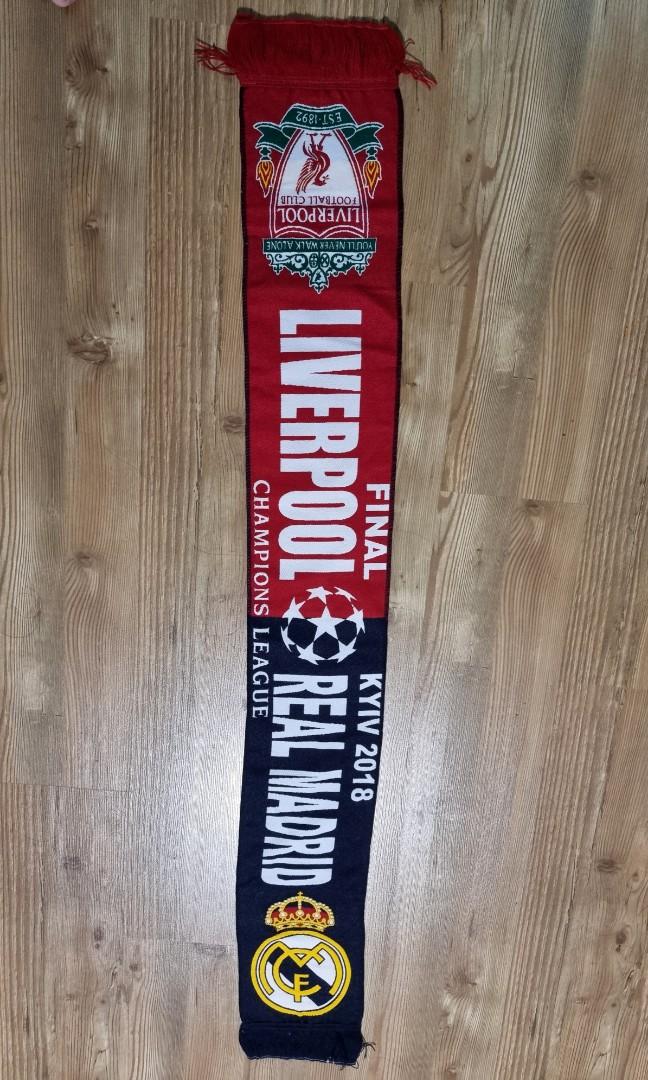 EST·1892
LIVERPOOL
FOOTBALL CLUB
YOU'LL NEVER WALK ALONE
FINAL KYIV 2018
LIVERPOOL REAL MADRID
CHAMPIONS LEAGUE
MCF